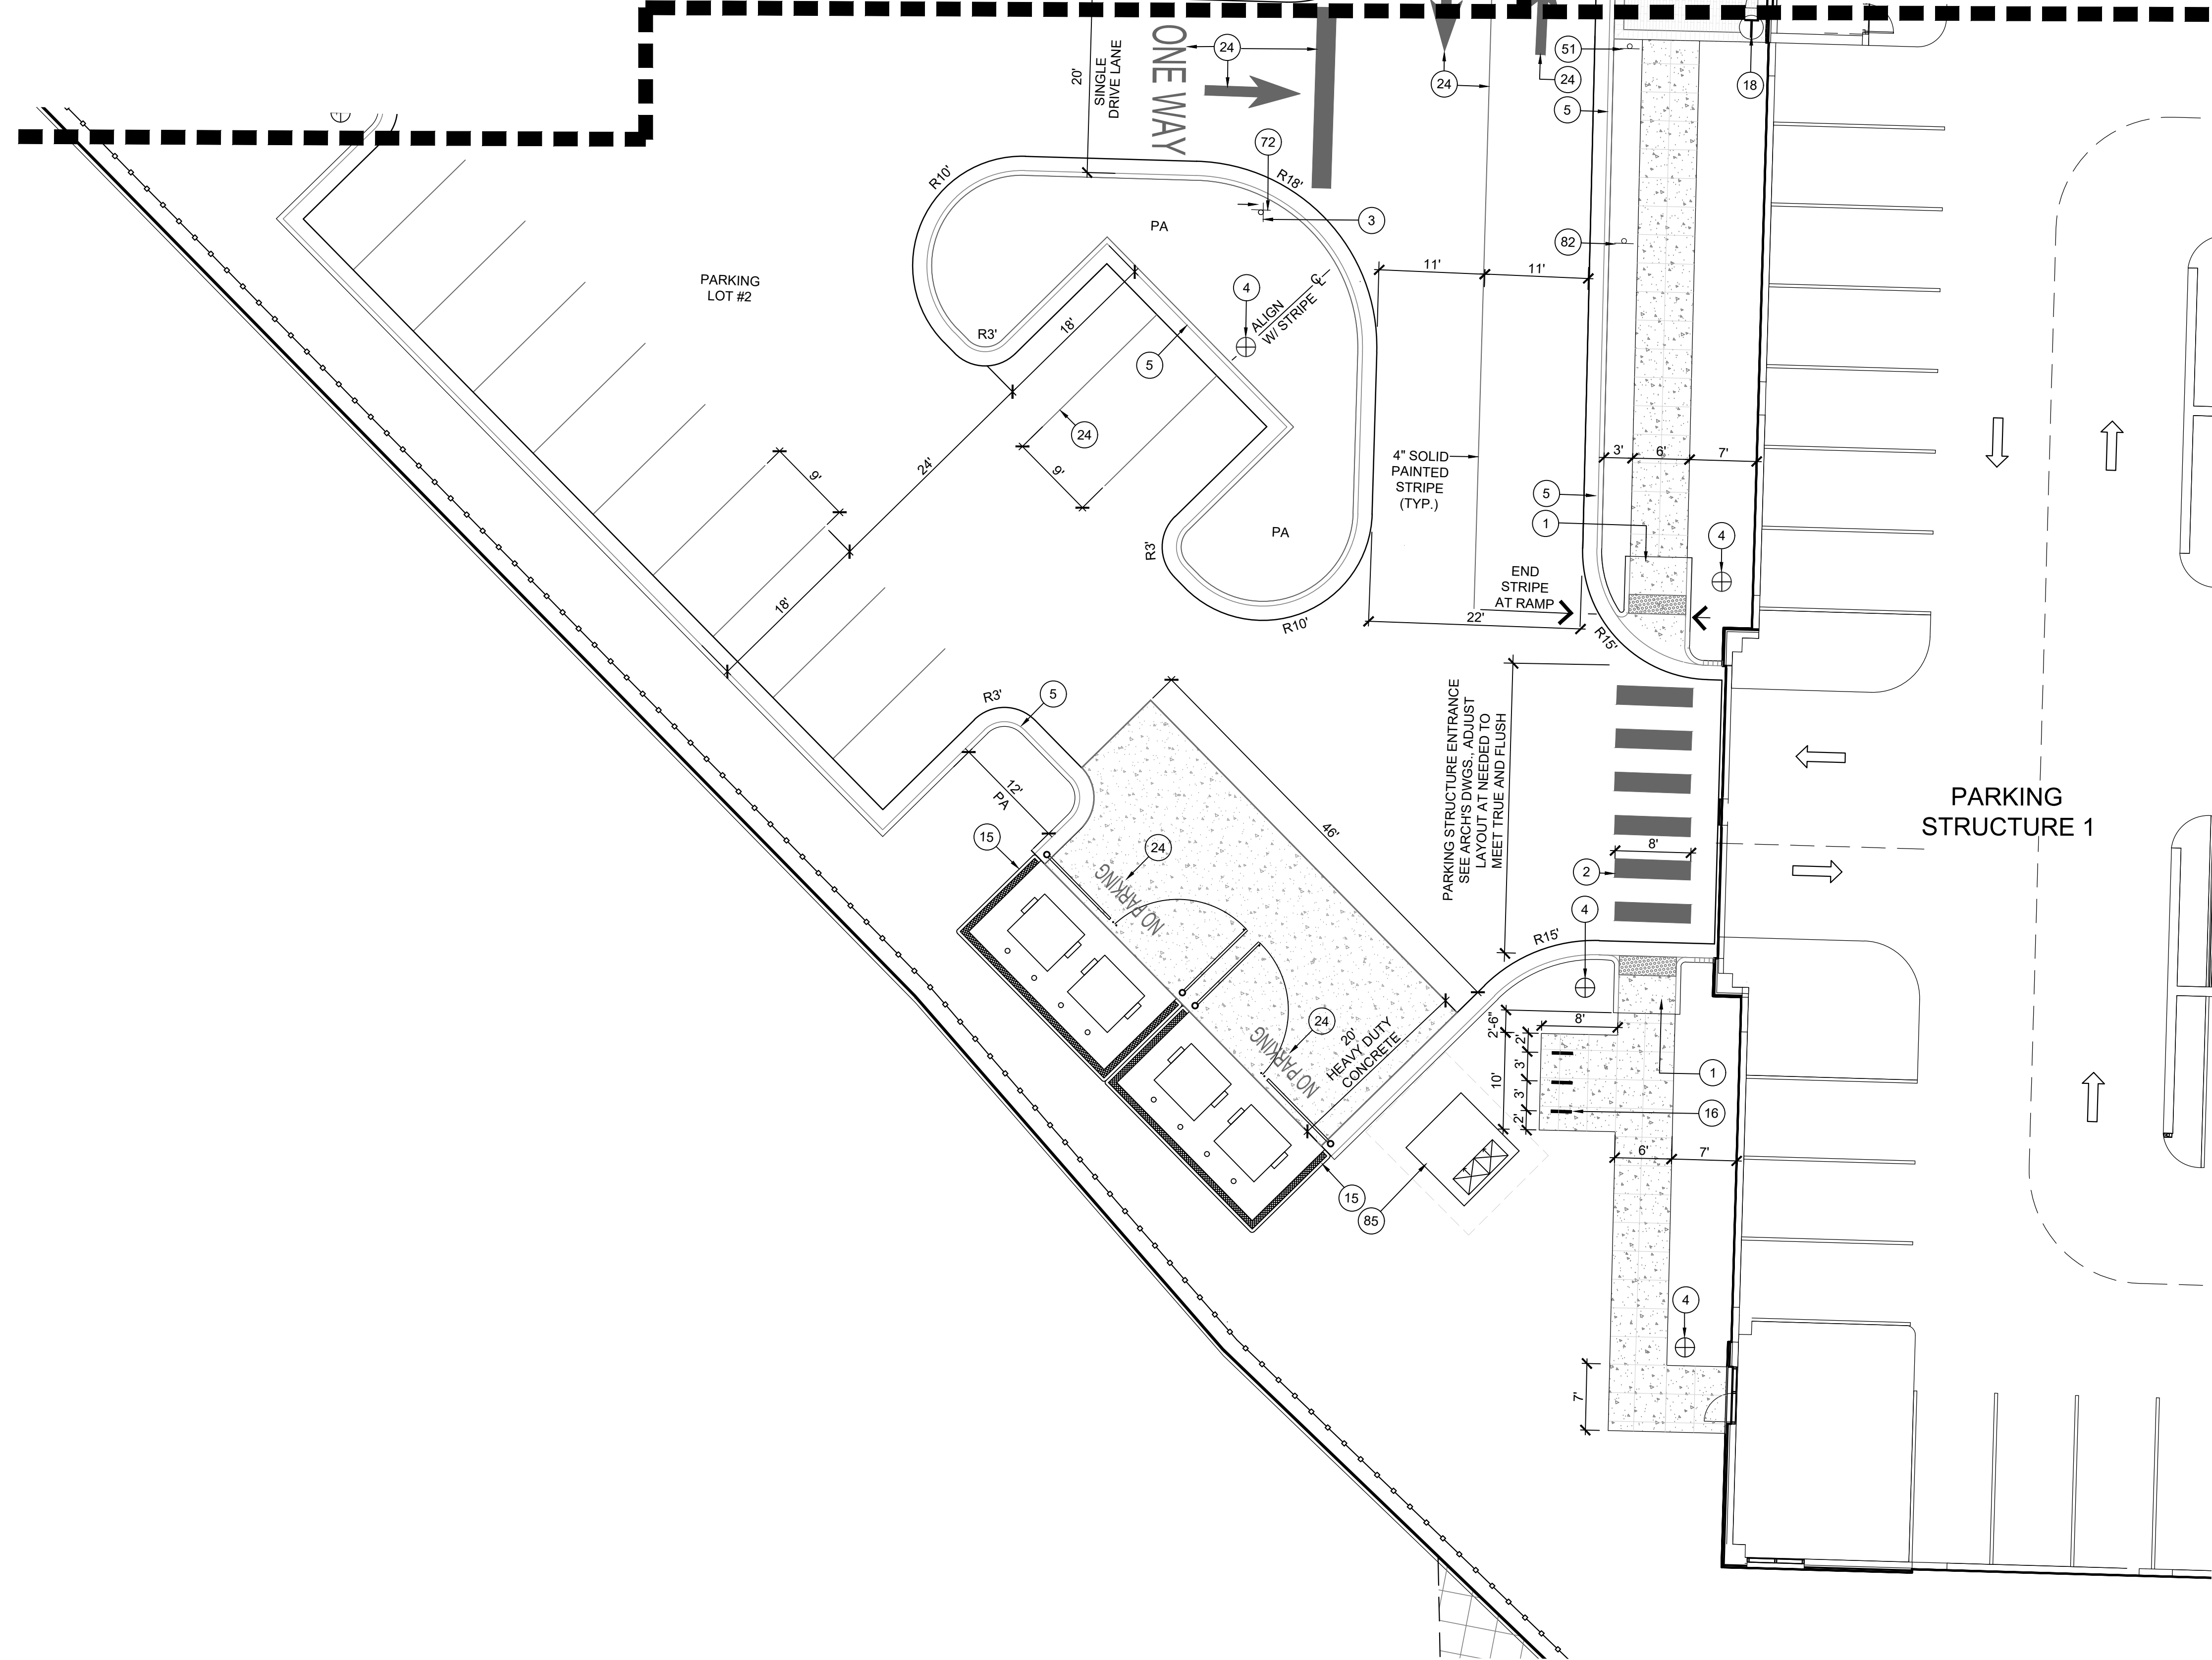 20'
SINGLE
DRIVE LANE
ONE WAY
24
24
24
51
5
18
72
3
82
R10'
R18'
PA
PARKING
LOT #2
11'
11'
4
ALIGN
W/ STRIPE ℄
R3'
18'
5
24
9'
24'
9'
18'
4" SOLID
PAINTED
STRIPE
(TYP.)
3'
6'
7'
5
1
4
PA
R3'
R10'
END
STRIPE
AT RAMP
22'
R15'
R3'
5
12'
PA
46'
PARKING STRUCTURE ENTRANCE
SEE ARCH'S DWGS., ADJUST
LAYOUT AT NEEDED TO
MEET TRUE AND FLUSH
PARKING
STRUCTURE 1
15
24
NO PARKING
8'
2
4
R15'
24
NO PARKING
20'
HEAVY DUTY
CONCRETE
2'-6"
8'
2'
3'
3'
2'
10'
1
16
6'
7'
15
85
4
7'